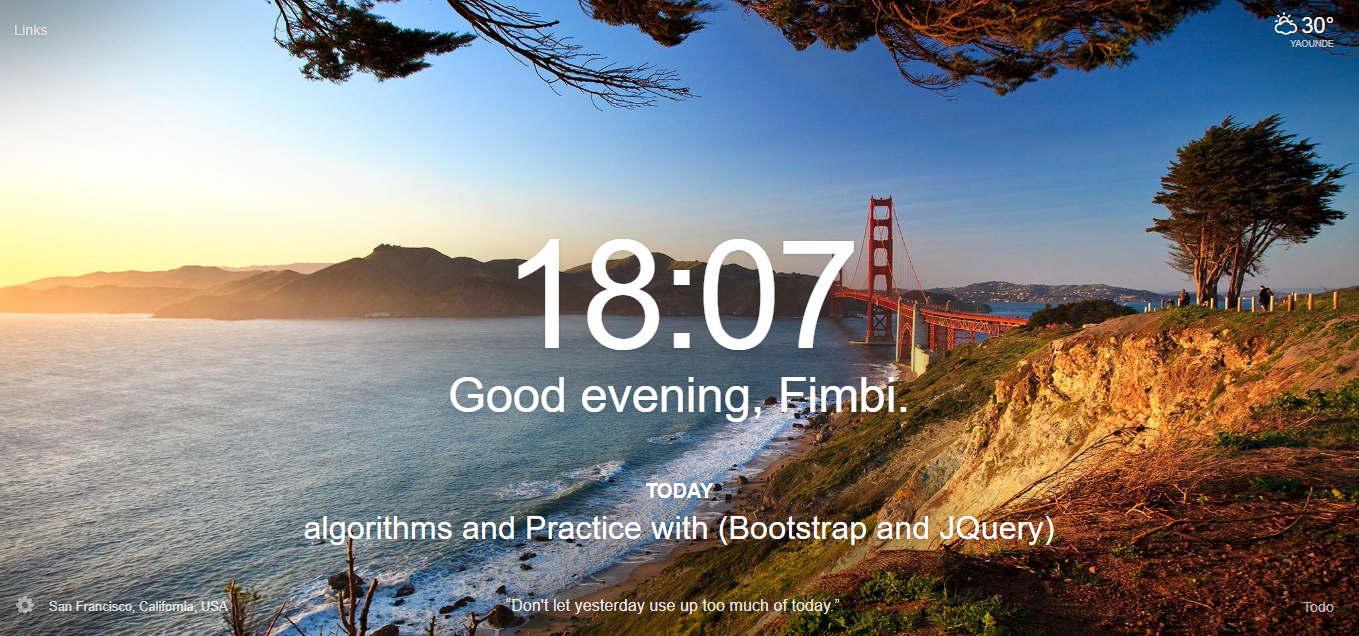 Links
30°
YAOUNDE
18:07
Good evening, Fimbi.
TODAY
algorithms and Practice with (Bootstrap and JQuery)
San Francisco, California, USA
“Don't let yesterday use up too much of today.”
Todo